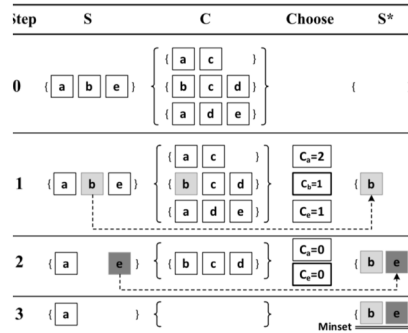 Step S C Choose S*
{ a c }
0 { a b e } { b c d } {
{ a d e }
{ a c } Ca=2
1 { a b e } { b c d } Cb=1 { b
{ a d e } Ce=1
Ca=0
2 { a e } { b c d } { b e
Ce=0
3 { a } { } { b e
Minset